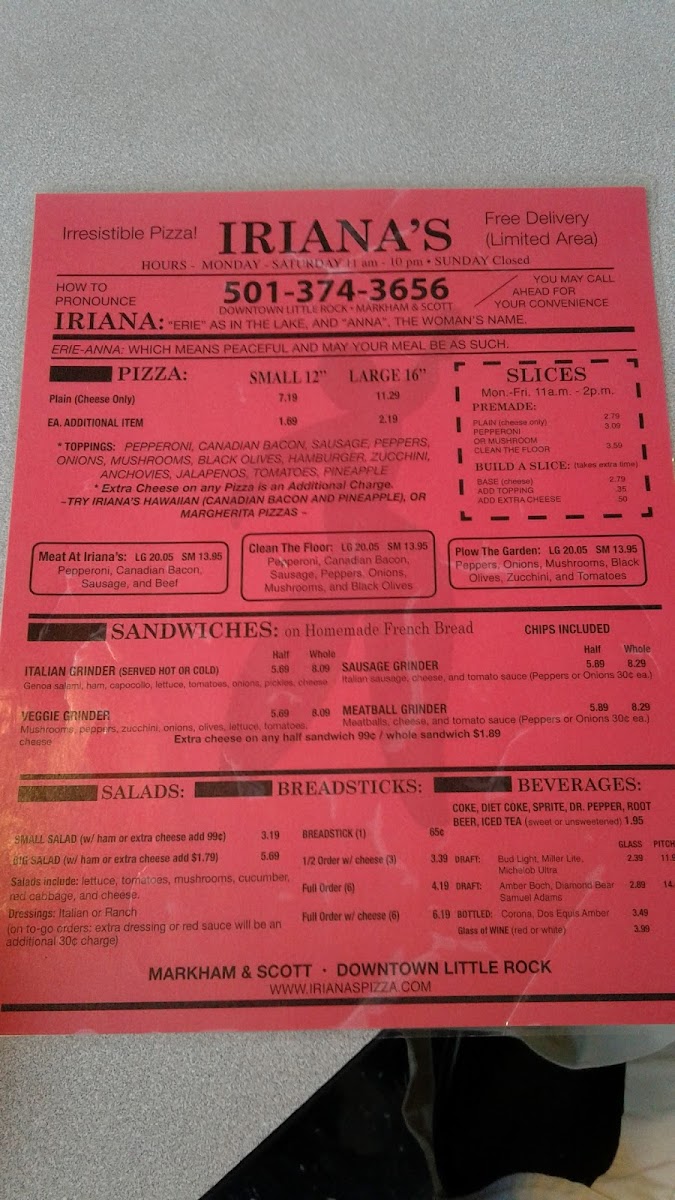 Irresistible Pizza! IRIANA'S Free Delivery
(Limited Area)
HOURS - MONDAY - SATURDAY 11 am - 10 pm • SUNDAY Closed
HOW TO PRONOUNCE
501-374-3656
YOU MAY CALL
AHEAD FOR
YOUR CONVENIENCE
DOWNTOWN LITTLE ROCK • MARKHAM & SCOTT
IRIANA: "ERIE" AS IN THE LAKE, AND "ANNA", THE WOMAN'S NAME.
ERIE-ANNA: WHICH MEANS PEACEFUL AND MAY YOUR MEAL BE AS SUCH.
PIZZA: SMALL 12" LARGE 16"
Plain (Cheese Only) 7.19 11.29
EA. ADDITIONAL ITEM 1.69 2.19
* TOPPINGS: PEPPERONI, CANADIAN BACON, SAUSAGE, PEPPERS,
ONIONS, MUSHROOMS, BLACK OLIVES, HAMBURGER, ZUCCHINI,
ANCHOVIES, JALAPENOS, TOMATOES, PINEAPPLE
* Extra Cheese on any Pizza is an Additional Charge.
~TRY IRIANA'S HAWAIIAN (CANADIAN BACON AND PINEAPPLE), OR
MARGHERITA PIZZAS ~
SLICES
Mon.-Fri. 11a.m. - 2p.m.
PREMADE:
PLAIN (cheese only) 2.79
PEPPERONI 3.09
OR MUSHROOM
CLEAN THE FLOOR 3.59
BUILD A SLICE: (takes extra time)
BASE (cheese) 2.79
ADD TOPPING .35
ADD EXTRA CHEESE .50
Meat At Iriana's: LG 20.05 SM 13.95
Pepperoni, Canadian Bacon,
Sausage, and Beef
Clean The Floor: LG 20.05 SM 13.95
Pepperoni, Canadian Bacon,
Sausage, Peppers, Onions,
Mushrooms, and Black Olives
Plow The Garden: LG 20.05 SM 13.95
Peppers, Onions, Mushrooms, Black
Olives, Zucchini, and Tomatoes
SANDWICHES: on Homemade French Bread CHIPS INCLUDED
Half Whole
ITALIAN GRINDER (SERVED HOT OR COLD) 5.69 8.09
Genoa salami, ham, capocollo, lettuce, tomatoes, onions, pickles, cheese
Half Whole
SAUSAGE GRINDER 5.69 8.29
Italian sausage, cheese, and tomato sauce (Peppers or Onions 30¢ ea.)
VEGGIE GRINDER 5.69 8.09
Mushrooms, peppers, zucchini, onions, olives, lettuce, tomatoes,
cheese
MEATBALL GRINDER 5.89 8.29
Meatballs, cheese, and tomato sauce (Peppers or Onions 30¢ ea.)
Extra cheese on any half sandwich 99¢ / whole sandwich $1.89
SALADS:
SMALL SALAD (w/ ham or extra cheese add 99¢) 3.19
BIG SALAD (w/ ham or extra cheese add $1.79) 5.69
Salads include: lettuce, tomatoes, mushrooms, cucumber,
red cabbage, and cheese.
Dressings: Italian or Ranch
(on to-go orders: extra dressing or red sauce will be an
additional 30¢ charge)
BREADSTICKS:
BREADSTICK (1) 65¢
1/2 Order w/ cheese (3) 3.39
Full Order (6) 4.19
Full Order w/ cheese (6) 6.19
BEVERAGES:
COKE, DIET COKE, SPRITE, DR. PEPPER, ROOT
BEER, ICED TEA (sweet or unsweetened) 1.95
GLASS PITCH
DRAFT: Bud Light, Miller Lite, 2.39 11.5
Michelob Ultra
DRAFT: Amber Boch, Diamond Bear 2.89 14.
Samuel Adams
BOTTLED: Corona, Dos Equis Amber 3.49
Glass of WINE (red or white) 3.99
MARKHAM & SCOTT • DOWNTOWN LITTLE ROCK
WWW.IRIANASPIZZA.COM